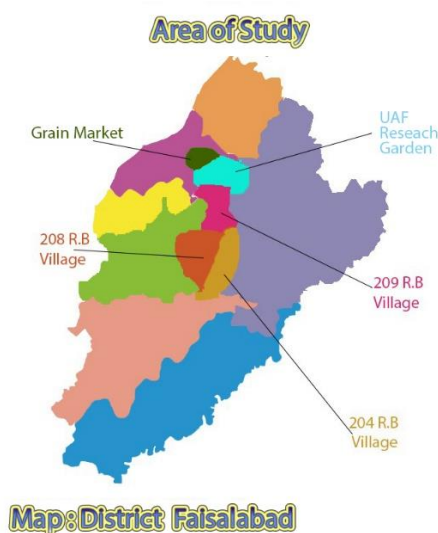 Area of Study
Grain Market
UAF
Reseach
Garden
208 R.B
Village
209 R.B
Village
204 R.B
Village
Map : District Faisalabad